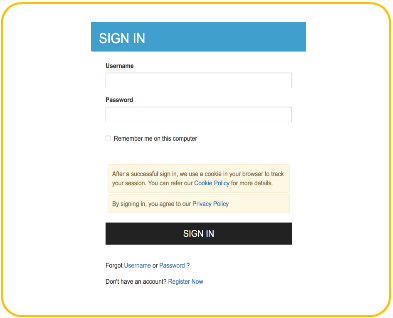 SIGN IN
Username
Password
Remember me on this computer
After a successful sign in, we use a cookie in your browser to track
your session. You can refer our Cookie Policy for more details.
By signing in, you agree to our Privacy Policy
SIGN IN
Forgot Username or Password ?
Don't have an account? Register Now